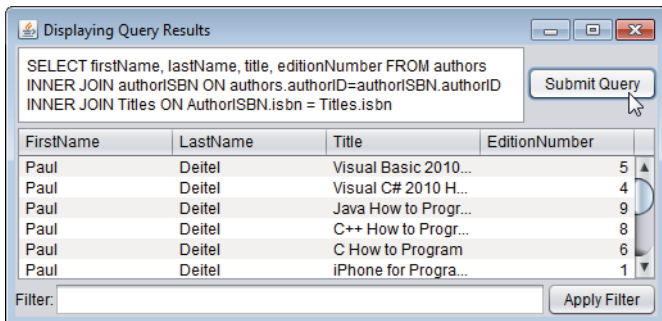 Displaying Query Results
SELECT firstName, lastName, title, editionNumber FROM authors
INNER JOIN authorISBN ON authors.authorID=authorISBN.authorID
INNER JOIN Titles ON AuthorISBN.isbn = Titles.isbn
Submit Query
FirstName LastName Title EditionNumber
Paul Deitel Visual Basic 2010... 5
Paul Deitel Visual C# 2010 H... 4
Paul Deitel Java How to Progr... 9
Paul Deitel C++ How to Progr... 8
Paul Deitel C How to Program 6
Paul Deitel iPhone for Progra... 1
Filter: Apply Filter